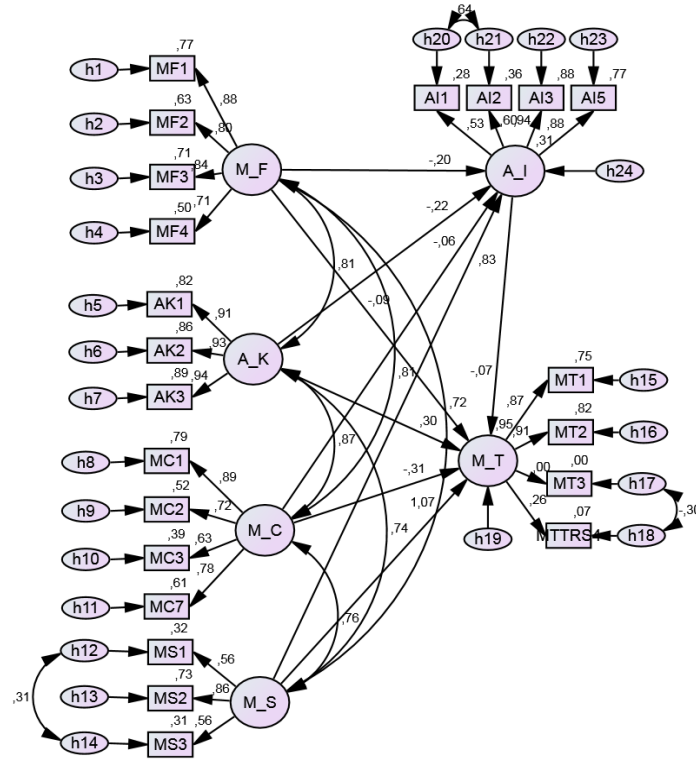 ,64
h20 h21 h22 h23
,28 ,36 ,88 ,77
AI1 AI2 AI3 AI5
,53 ,60 ,94 ,88
,31
A_I
h24
,77
h1 MF1
,88
,63
h2 MF2
,80
,71
h3 MF3
,84
M_F
,50
h4 MF4
,71
-,20
-,22
-,06
,83
,81
-,09
,82
h5 AK1
,91
,86
h6 AK2
,93
A_K
,89
h7 AK3
,94
,81
,72
-,07
,30
,87
,75
MT1 h15
,87
,95
,82
MT2 h16
,91
M_T
,00
MT3 h17
,00
,26
,07
MTTRS h18
-,30
h19
,79
h8 MC1
,89
,52
h9 MC2
,72
M_C
,39
h10 MC3
,63
,61
h11 MC7
,78
-,31
1,07
,74
,76
,32
h12 MS1
,56
,73
h13 MS2
,86
M_S
,31
h14 MS3
,56
,31